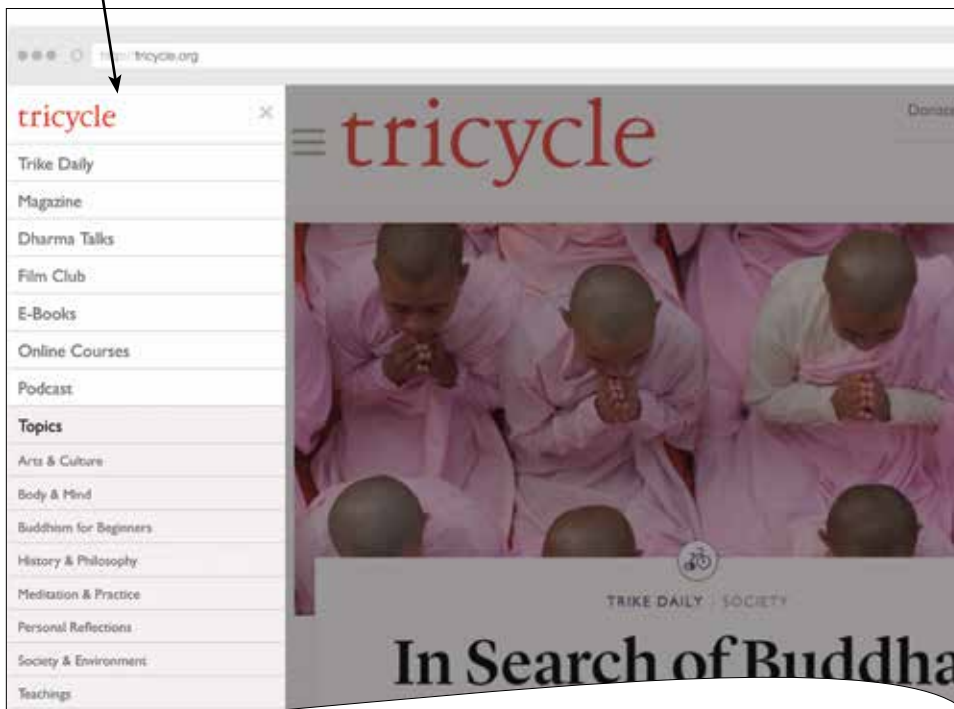 tricycle.org
tricycle
×
Trike Daily
Magazine
Dharma Talks
Film Club
E-Books
Online Courses
Podcast
Topics
Arts & Culture
Body & Mind
Buddhism for Beginners
History & Philosophy
Meditation & Practice
Personal Reflections
Society & Environment
Teachings
tricycle
TRIKE DAILY | SOCIETY
In Search of Buddha